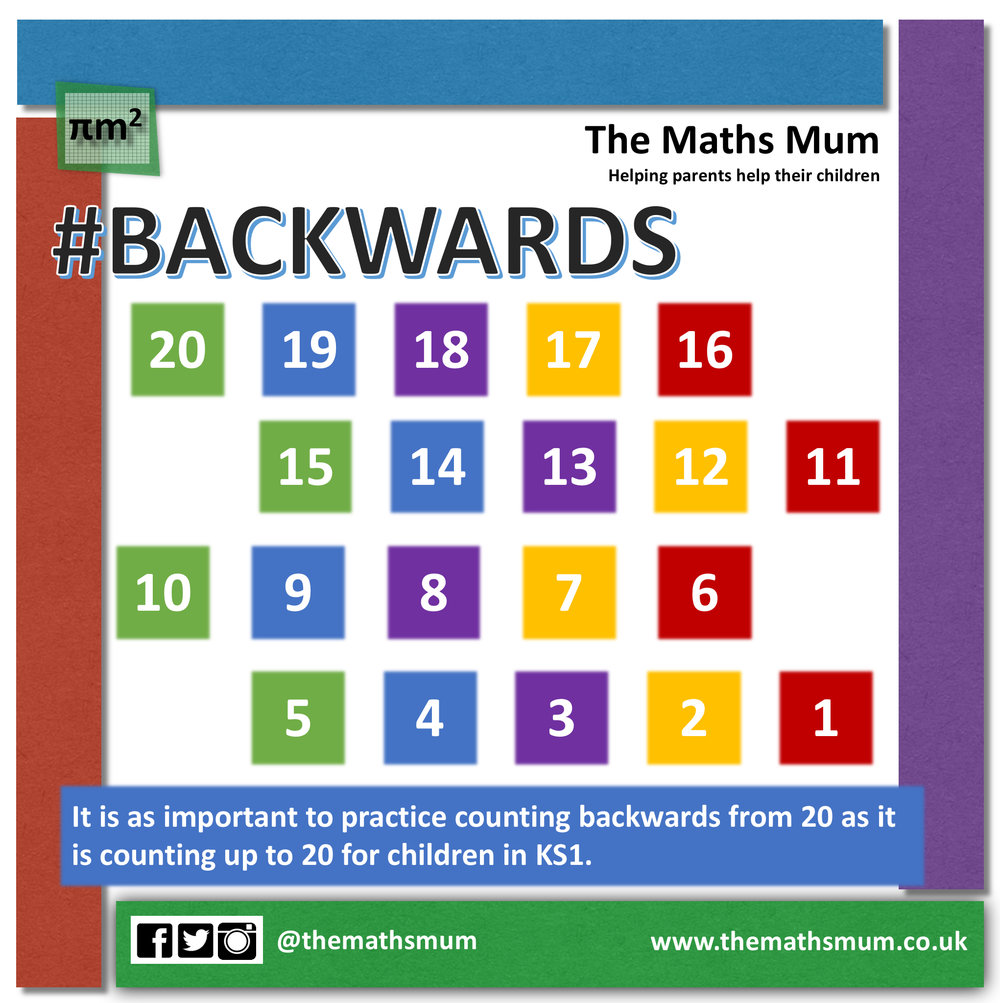 πm²
The Maths Mum
Helping parents help their children
#BACKWARDS
20 19 18 17 16
15 14 13 12 11
10 9 8 7 6
5 4 3 2 1
It is as important to practice counting backwards from 20 as it
is counting up to 20 for children in KS1.
@themathsmum
www.themathsmum.co.uk